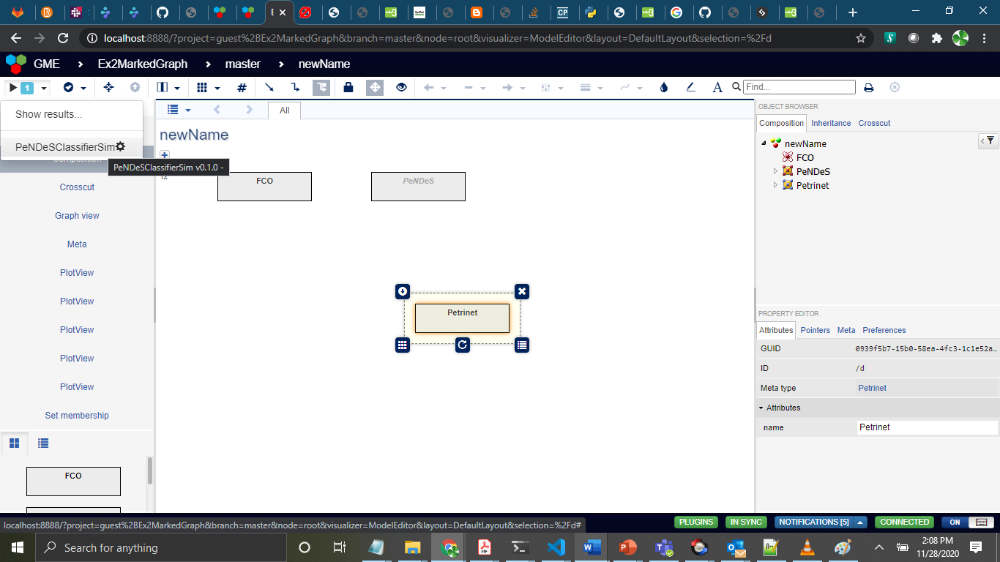 E
CP
localhost:8888/?project=guest%2BEx2MarkedGraph&branch=master&node=root&visualizer=ModelEditor&layout=DefaultLayout&selection=%2Fd
GME > Ex2MarkedGraph > master > newName
1
Find...
Show results...
PeNDeSClassifierSim
PeNDeSClassifierSim v0.1.0 -
Composition
Crosscut
Graph view
Meta
PlotView
PlotView
PlotView
PlotView
PlotView
Set membership
FCO
All
newName
FCO
PeNDeS
Petrinet
OBJECT BROWSER
Composition Inheritance Crosscut
newName
FCO
PeNDeS
Petrinet
PROPERTY EDITOR
Attributes Pointers Meta Preferences
GUID 0939f5b7-15b0-58ea-4fc3-1c1e52a…
ID /d
Meta type Petrinet
Attributes
name Petrinet
localhost:8888/?project=guest%2BEx2MarkedGraph&branch=master&node=root&visualizer=ModelEditor&layout=DefaultLayout&selection=%2Fd#
PLUGINS IN SYNC NOTIFICATIONS [5] CONNECTED ON
Search for anything
2:08 PM
11/28/2020